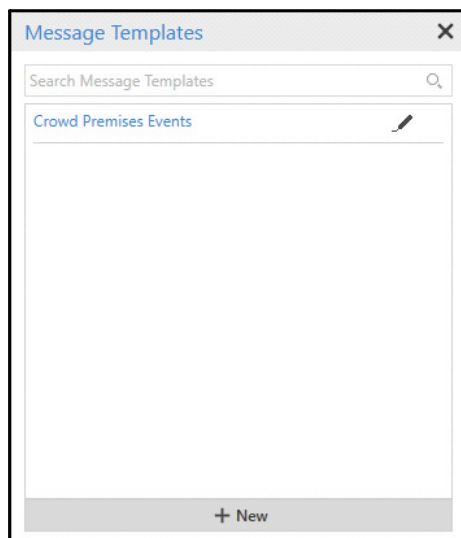 Message Templates
Search Message Templates
Crowd Premises Events
+ New